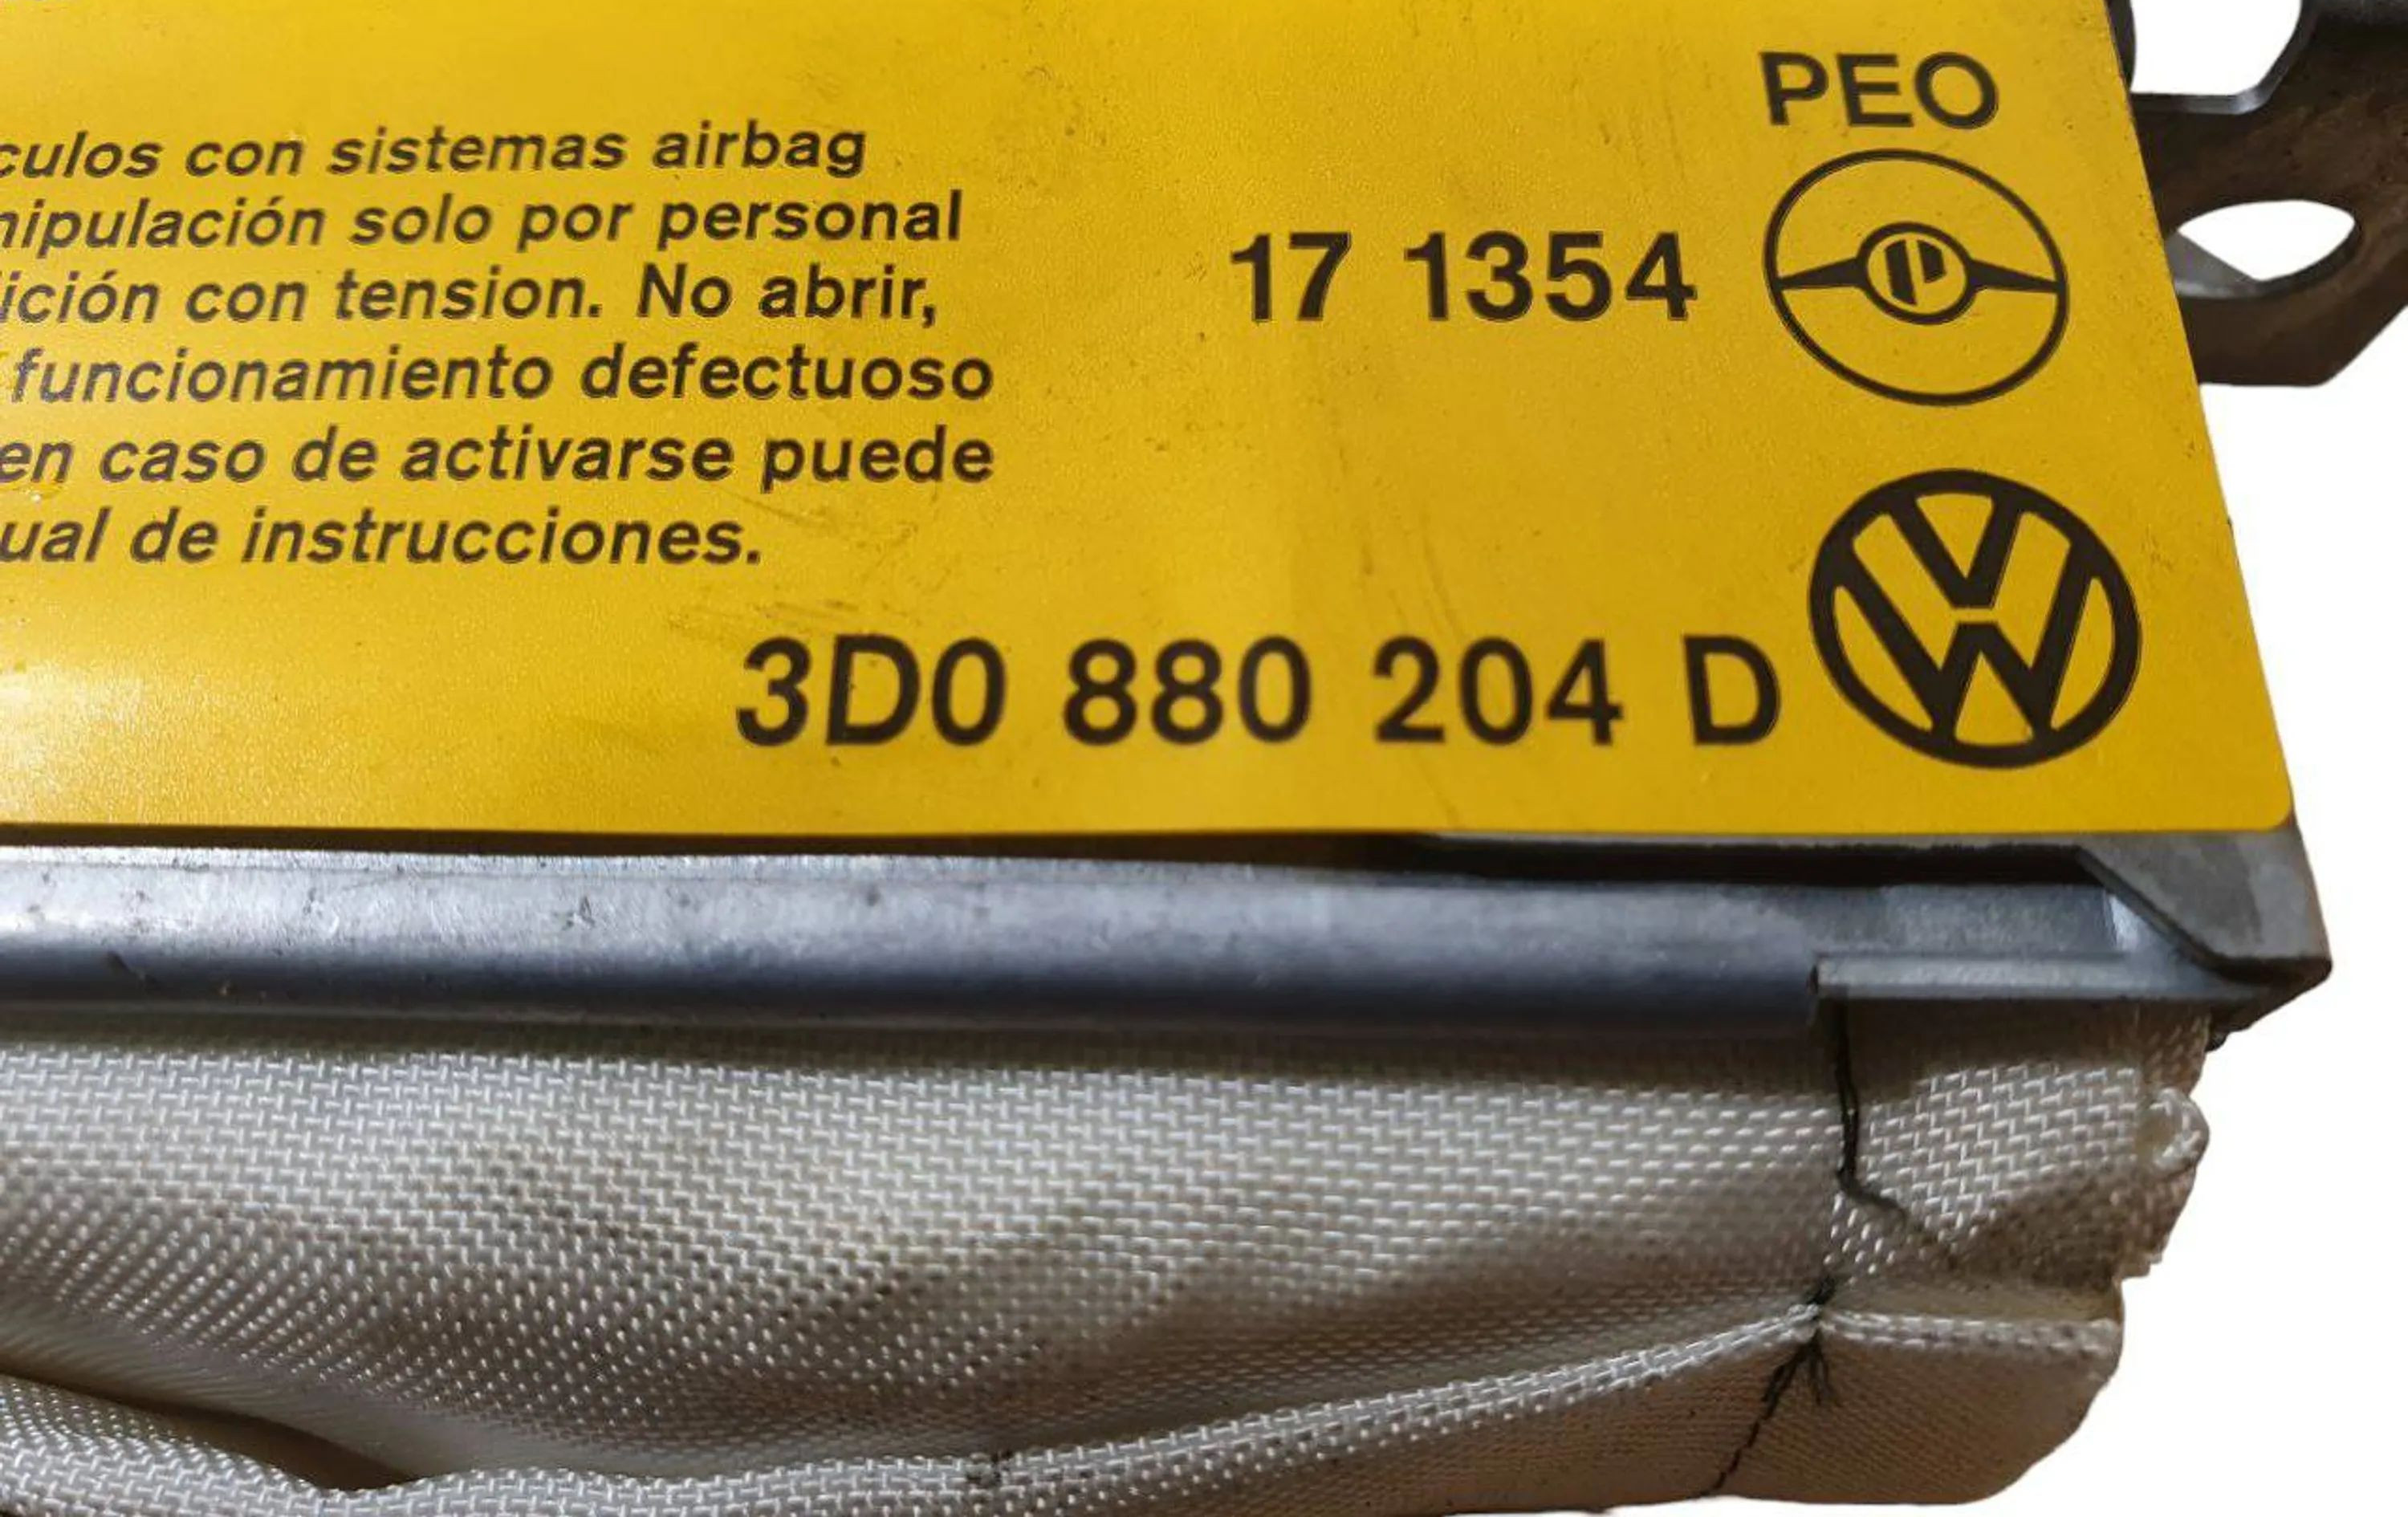 culos con sistemas airbag
nipulación solo por personal
ición con tension. No abrir,
funcionamiento defectuoso
en caso de activarse puede
ual de instrucciones.
PEO
17 1354
3D0 880 204 D